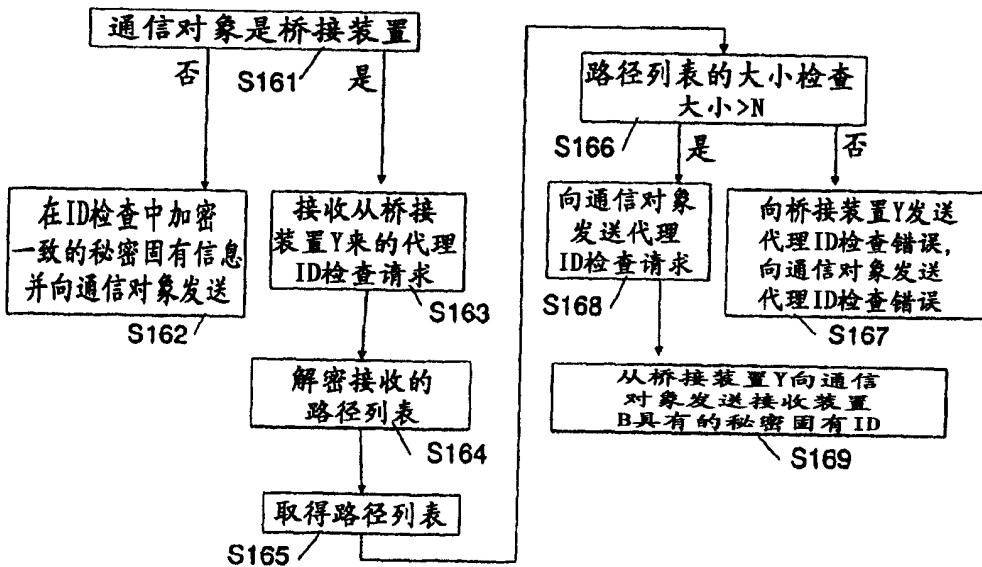 通信对象是桥接装置
否
S161
是
在ID检查中加密
一致的秘密固有信息
并向通信对象发送
S162
接收从桥接
装置Y来的代理
ID检查请求
S163
解密接收的
路径列表
S164
取得路径列表
S165
路径列表的大小检查
大小>N
S166
是
否
向通信对象
发送代理
ID检查请求
S168
向桥接装置Y发送
代理ID检查错误,
向通信对象发送
代理ID检查错误
S167
从桥接装置Y向通信
对象发送接收装置
B具有的秘密固有ID
S169